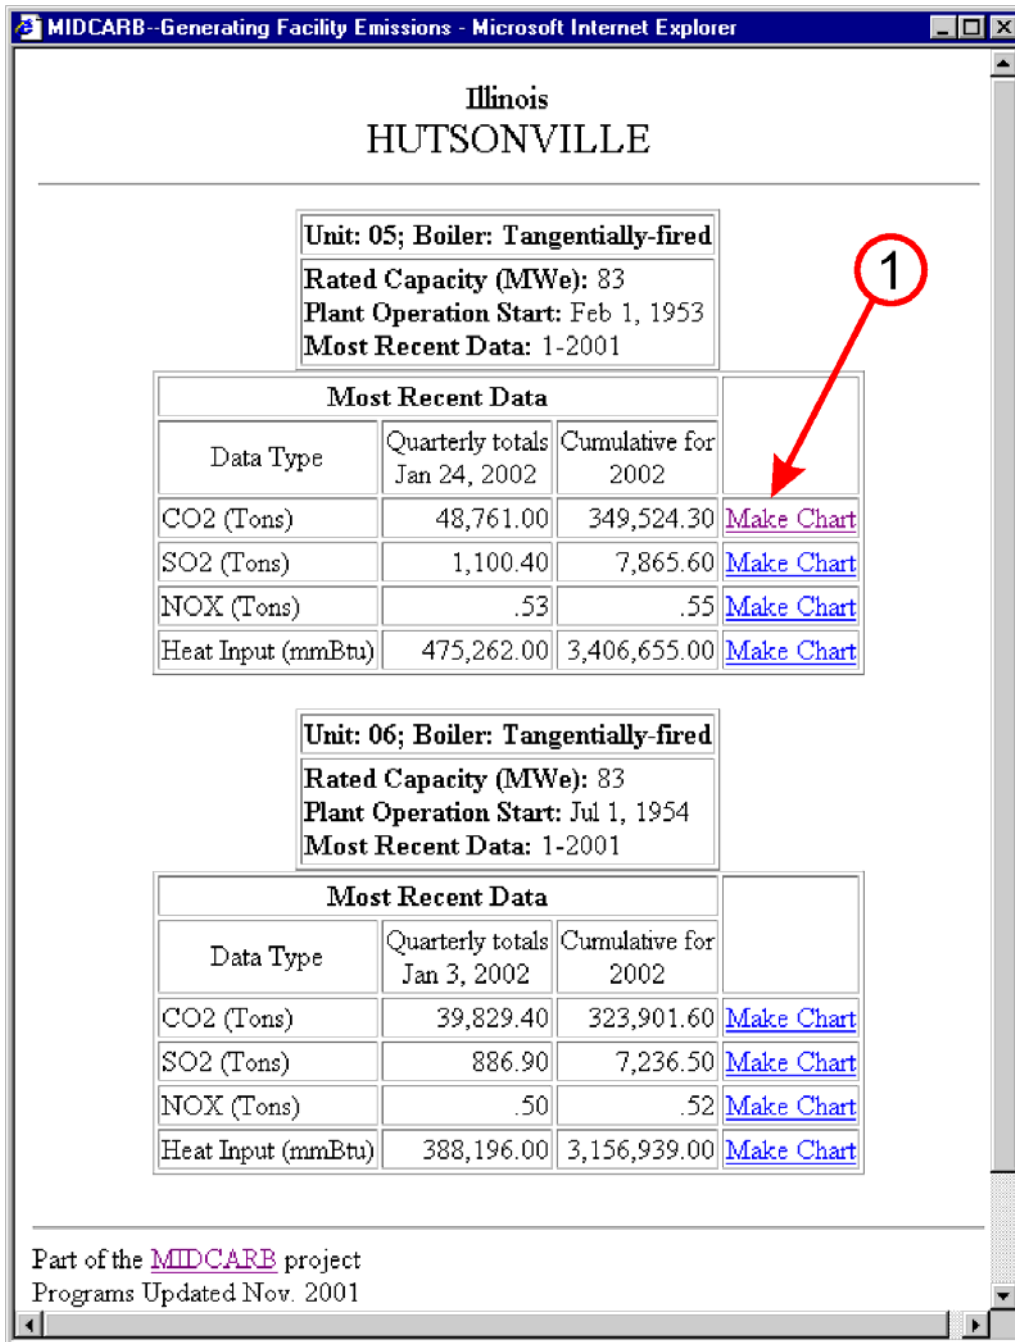 MIDCARB--Generating Facility Emissions - Microsoft Internet Explorer
Illinois
HUTSONVILLE
Unit: 05; Boiler: Tangentially-fired
Rated Capacity (MWe): 83
Plant Operation Start: Feb 1, 1953
Most Recent Data: 1-2001
1
Most Recent Data
Data Type Quarterly totals Jan 24, 2002 Cumulative for 2002
CO2 (Tons) 48,761.00 349,524.30 Make Chart
SO2 (Tons) 1,100.40 7,865.60 Make Chart
NOX (Tons) .53 .55 Make Chart
Heat Input (mmBtu) 475,262.00 3,406,655.00 Make Chart
Unit: 06; Boiler: Tangentially-fired
Rated Capacity (MWe): 83
Plant Operation Start: Jul 1, 1954
Most Recent Data: 1-2001
Most Recent Data
Data Type Quarterly totals Jan 3, 2002 Cumulative for 2002
CO2 (Tons) 39,829.40 323,901.60 Make Chart
SO2 (Tons) 886.90 7,236.50 Make Chart
NOX (Tons) .50 .52 Make Chart
Heat Input (mmBtu) 388,196.00 3,156,939.00 Make Chart
Part of the MIDCARB project
Programs Updated Nov. 2001